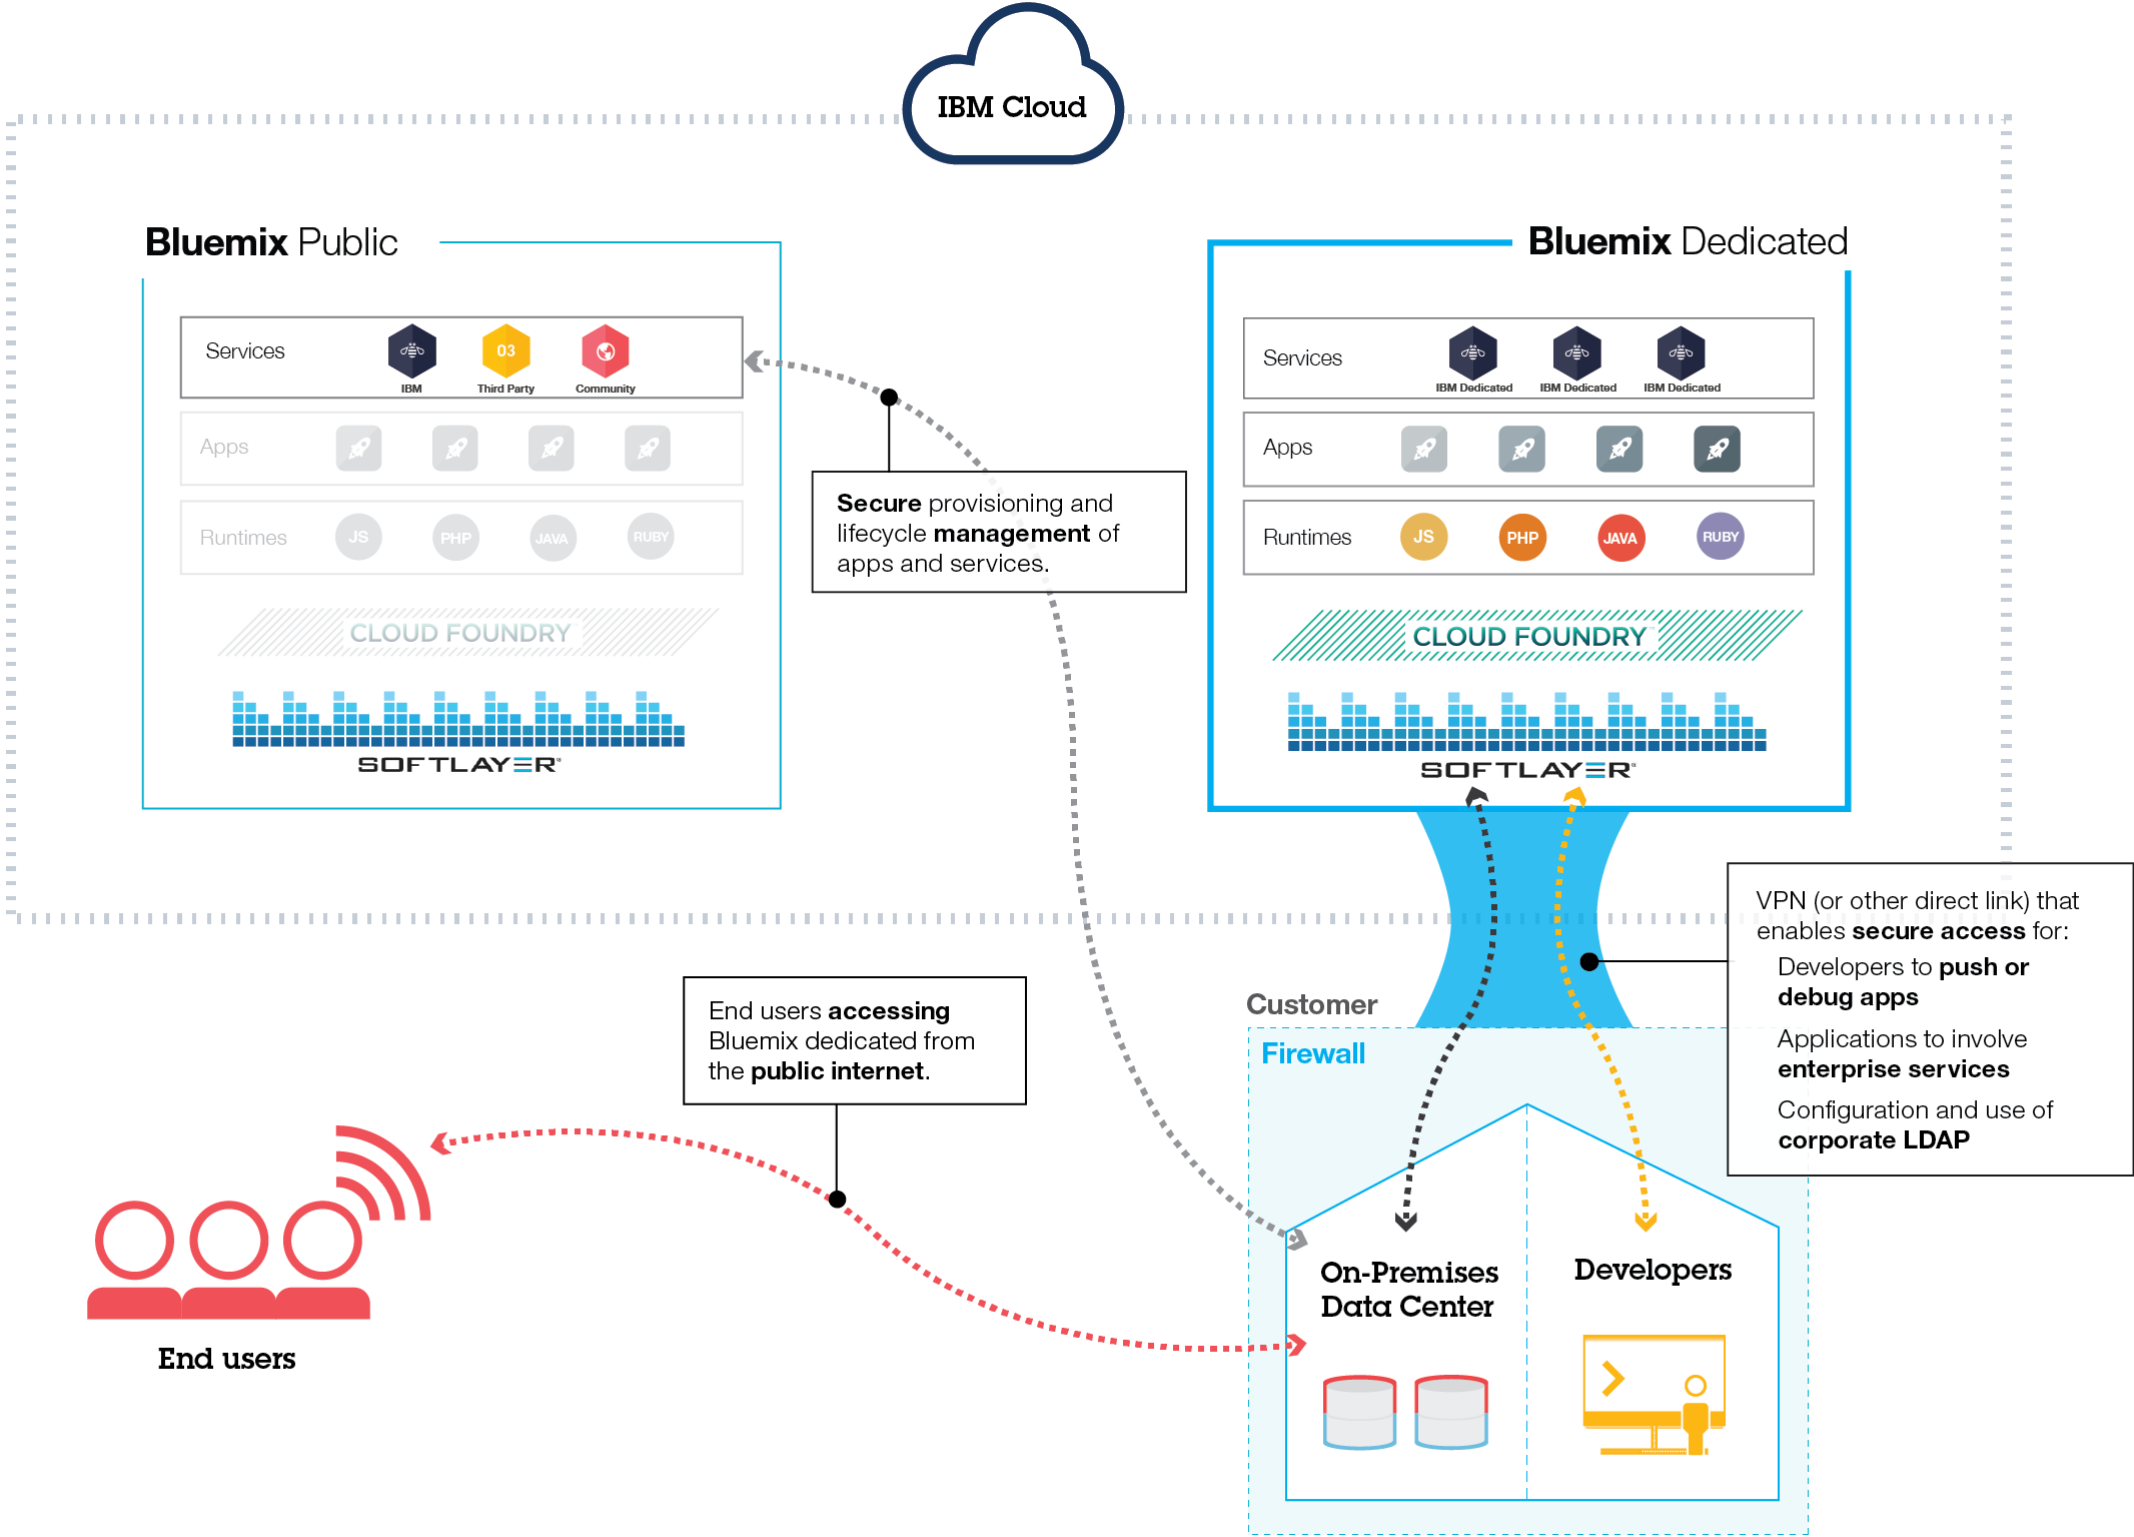 IBM Cloud
Bluemix Public
Services
03
IBM
Third Party
Community
Apps
Runtimes
JS
PHP
JAVA
RUBY
CLOUD FOUNDRY
SOFTLAYER
Secure provisioning and
lifecycle management of
apps and services.
Bluemix Dedicated
Services
IBM Dedicated
IBM Dedicated
IBM Dedicated
Apps
Runtimes
JS
PHP
JAVA
RUBY
CLOUD FOUNDRY
SOFTLAYER
VPN (or other direct link) that
enables secure access for:
Developers to push or
debug apps
Applications to involve
enterprise services
Configuration and use of
corporate LDAP
End users accessing
Bluemix dedicated from
the public internet.
Customer
Firewall
On-Premises
Data Center
Developers
End users